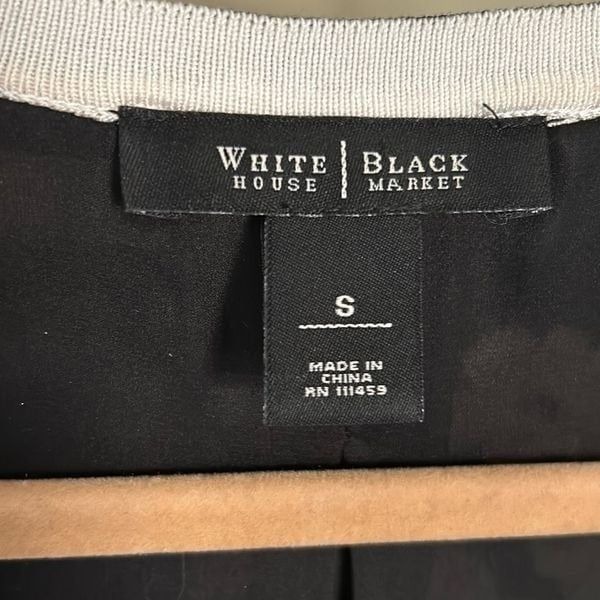 WHITE | BLACK
HOUSE | MARKET
S
MADE IN
CHINA
RN 111459